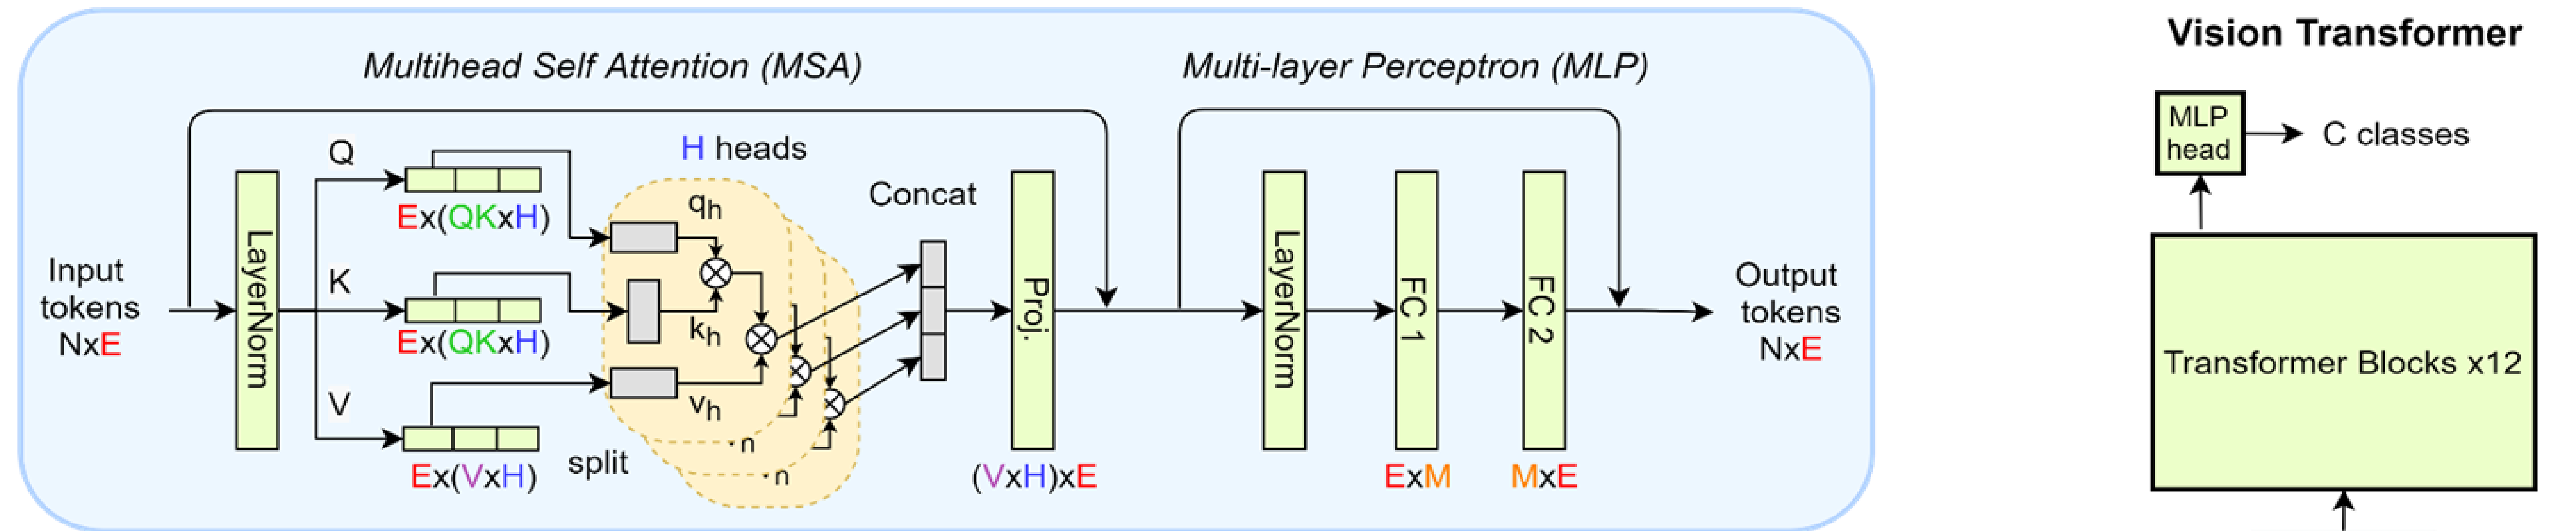 Multihead Self Attention (MSA)
Multi-layer Perceptron (MLP)
Vision Transformer
Input
tokens
NxE
LayerNorm
Q
Ex(QKxH)
K
Ex(QKxH)
V
Ex(VxH)
split
H heads
qh
kh
vh
n
n
Concat
Proj.
(VxH)xE
LayerNorm
FC 1
ExM
FC 2
MxE
Output
tokens
NxE
MLP
head
C classes
Transformer Blocks x12